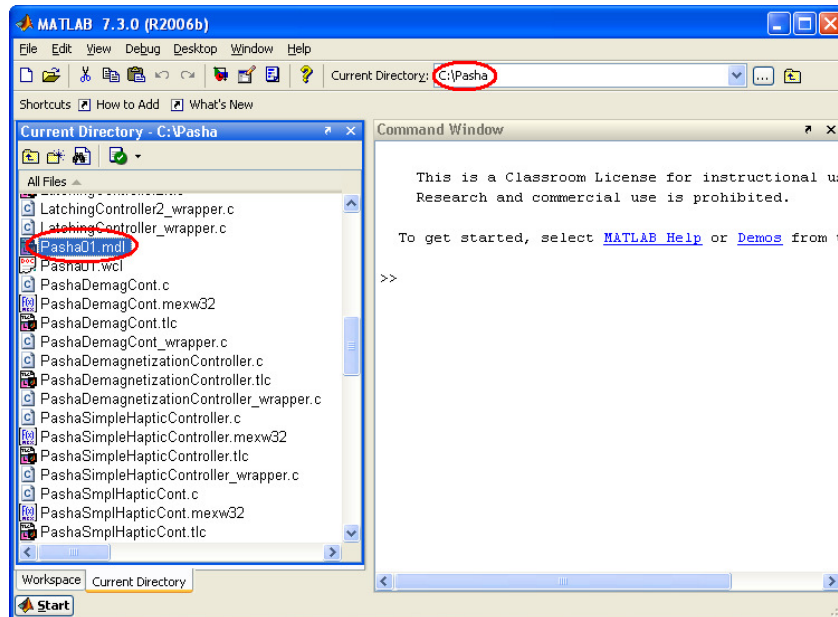 MATLAB 7.3.0 (R2006b)
File Edit View Debug Desktop Window Help
Current Directory: C:\Pasha
Shortcuts How to Add What's New
Current Directory - C:\Pasha
All Files
LatchingController2_wrapper.c
LatchingController_wrapper.c
Pasha01.mdl
Pasha01.wcl
PashaDemagCont.c
PashaDemagCont.mexw32
PashaDemagCont.tlc
PashaDemagCont_wrapper.c
PashaDemagnetizationController.c
PashaDemagnetizationController.tlc
PashaDemagnetizationController_wrapper.c
PashaSimpleHapticController.c
PashaSimpleHapticController.mexw32
PashaSimpleHapticController.tlc
PashaSimpleHapticController_wrapper.c
PashaSmplHapticCont.c
PashaSmplHapticCont.mexw32
PashaSmplHapticCont.tlc
Workspace Current Directory
Command Window
This is a Classroom License for instructional
Research and commercial use is prohibited.
To get started, select MATLAB Help or Demos from
>>
Start